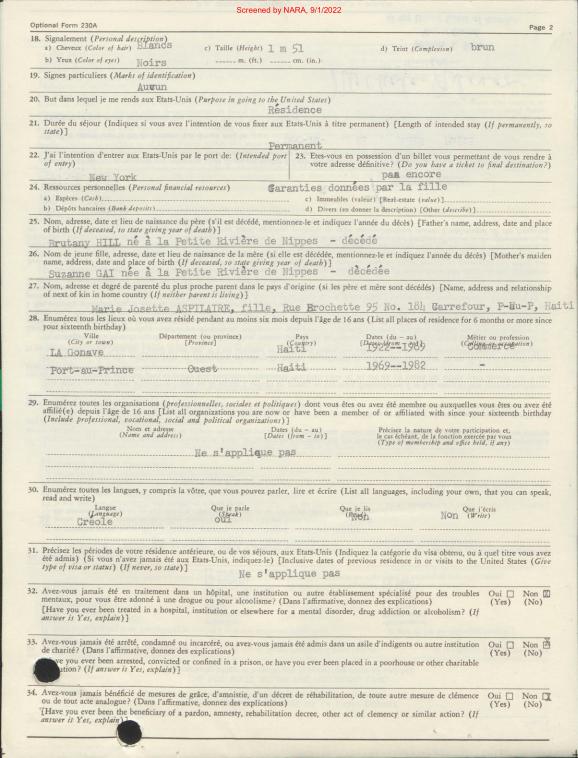 Screened by NARA, 9/1/2022
Optional Form 230A
Page 2
18. Signalement (Personal description)
a) Cheveux (Color of hair) Blancs c) Taille (Height) 1 m 51 d) Teint (Complexion) brun
b) Yeux (Color of eyes) Noirs ------ m. (ft.) ------ cm. (in.)
19. Signes particuliers (Marks of identification)
Aucun
20. But dans lequel je me rends aux Etats-Unis (Purpose in going to the United States)
Résidence
21. Durée du séjour (Indiquez si vous avez l'intention de vous fixer aux Etats-Unis à titre permanent) [Length of intended stay (If permanently, so
state)]
Permanent
22. J'ai l'intention d'entrer aux Etats-Unis par le port de: (Intended port
of entry)
New York
23. Etes-vous en possession d'un billet vous permettant de vous rendre à
votre adresse définitive? (Do you have a ticket to final destination?)
pas encore
24. Ressources personnelles (Personal financial resources) Garanties données par la fille
a) Espèces (Cash) c) Immeubles (valeur) [Real-estate (value)]
b) Dépôts bancaires (Bank deposits) d) Divers (en donner la description) [Other (describe)]
25. Nom, adresse, date et lieu de naissance du père (s'il est décédé, mentionnez-le et indiquez l'année du décès) [Father's name, address, date and place
of birth (If deceased, to state giving year of death)]
Brutany HILL né à la Petite Rivière de Nippes - décédé
26. Nom de jeune fille, adresse, date et lieu de naissance de la mère (si elle est décédée, mentionnez-le et indiquez l'année du décès) [Mother's maiden
name, address, date and place of birth (If deceased, to state giving year of death)]
Suzanne GAI née à la Petite Rivière de Nippes - décédée
27. Nom, adresse et degré de parenté du plus proche parent dans le pays d'origine (si les père et mère sont décédés) [Name, address and relationship
of next of kin in home country (If neither parent is living)]
Marie Josette ASPILAIRE, fille, Rue Brochette 95 No. 184 Carrefour, P-au-P, Haiti
28. Enumérez tous les lieux où vous avez résidé pendant au moins six mois depuis l'âge de 16 ans (List all places of residence for 6 months or more since
your sixteenth birthday)
Ville Département (ou province) Pays Dates (du – au) Métier ou profession
(City or town) [Province] (Country) [Dates (from – to)]
LA Gonave Haiti 1922--1969 Commerce
Port-au-Prince Ouest Haiti 1969--1982 -
29. Enumérez toutes les organisations (professionnelles, sociales et politiques) dont vous êtes ou avez été membre ou auxquelles vous êtes ou avez été
affilié(e) depuis l'âge de 16 ans [List all organizations you are now or have been a member of or affiliated with since your sixteenth birthday
(Include professional, vocational, social and political organizations)]
Nom et adresse Dates (du – au) Précisez la nature de votre participation et,
(Name and address) [Dates (from – to)] le cas échéant, de la fonction exercée par vous
(Type of membership and office held, if any)
Ne s'applique pas
30. Enumérez toutes les langues, y compris la vôtre, que vous pouvez parler, lire et écrire (List all languages, including your own, that you can speak,
read and write)
Langue Que je parle Que je lis Que j'écris
(Language) (Speak) (Read) (Write)
Créole oui Non Non
31. Précisez les périodes de votre résidence antérieure, ou de vos séjours, aux Etats-Unis (Indiquez la catégorie du visa obtenu, ou à quel titre vous avez
été admis) (Si vous n'avez jamais été aux Etats-Unis, indiquez-le) [Inclusive dates of previous residence in or visits to the United States (Give
type of visa or status) (If never, so state)]
Ne s'applique pas
32. Avez-vous jamais été en traitement dans un hôpital, une institution ou autre établissement spécialisé pour des troubles
mentaux, pour vous être adonné à une drogue ou pour alcoolisme? (Dans l'affirmative, donnez des explications)
[Have you ever been treated in a hospital, institution or elsewhere for a mental disorder, drug addiction or alcoholism? (If
answer is Yes, explain)]
Oui ☐ Non ☒
(Yes) (No)
33. Avez-vous jamais été arrêté, condamné ou incarcéré, ou avez-vous jamais été admis dans un asile d'indigents ou autre institution
de charité? (Dans l'affirmative, donnez des explications)
ve you ever been arrested, convicted or confined in a prison, or have you ever been placed in a poorhouse or other charitable
tion? (If answer is Yes, explain)]
Oui ☐ Non ☒
(Yes) (No)
34. Avez-vous jamais bénéficié de mesures de grâce, d'amnistie, d'un décret de réhabilitation, de toute autre mesure de clémence
ou de tout acte analogue? (Dans l'affirmative, donnez des explications)
[Have you ever been the beneficiary of a pardon, amnesty, rehabilitation decree, other act of clemency or similar action? (If
answer is Yes, explain)]
Oui ☐ Non ☒
(Yes) (No)